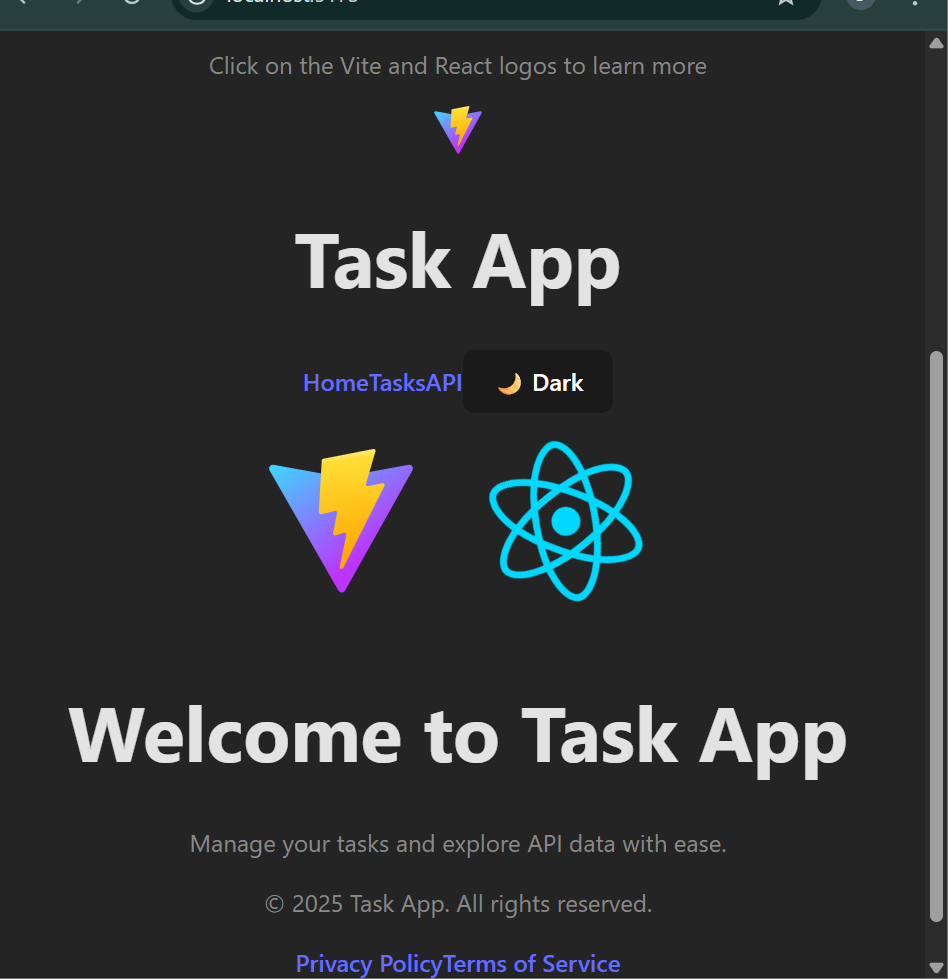 Click on the Vite and React logos to learn more
Task App
HomeTasksAPI 🌙 Dark
Welcome to Task App
Manage your tasks and explore API data with ease.
© 2025 Task App. All rights reserved.
Privacy PolicyTerms of Service